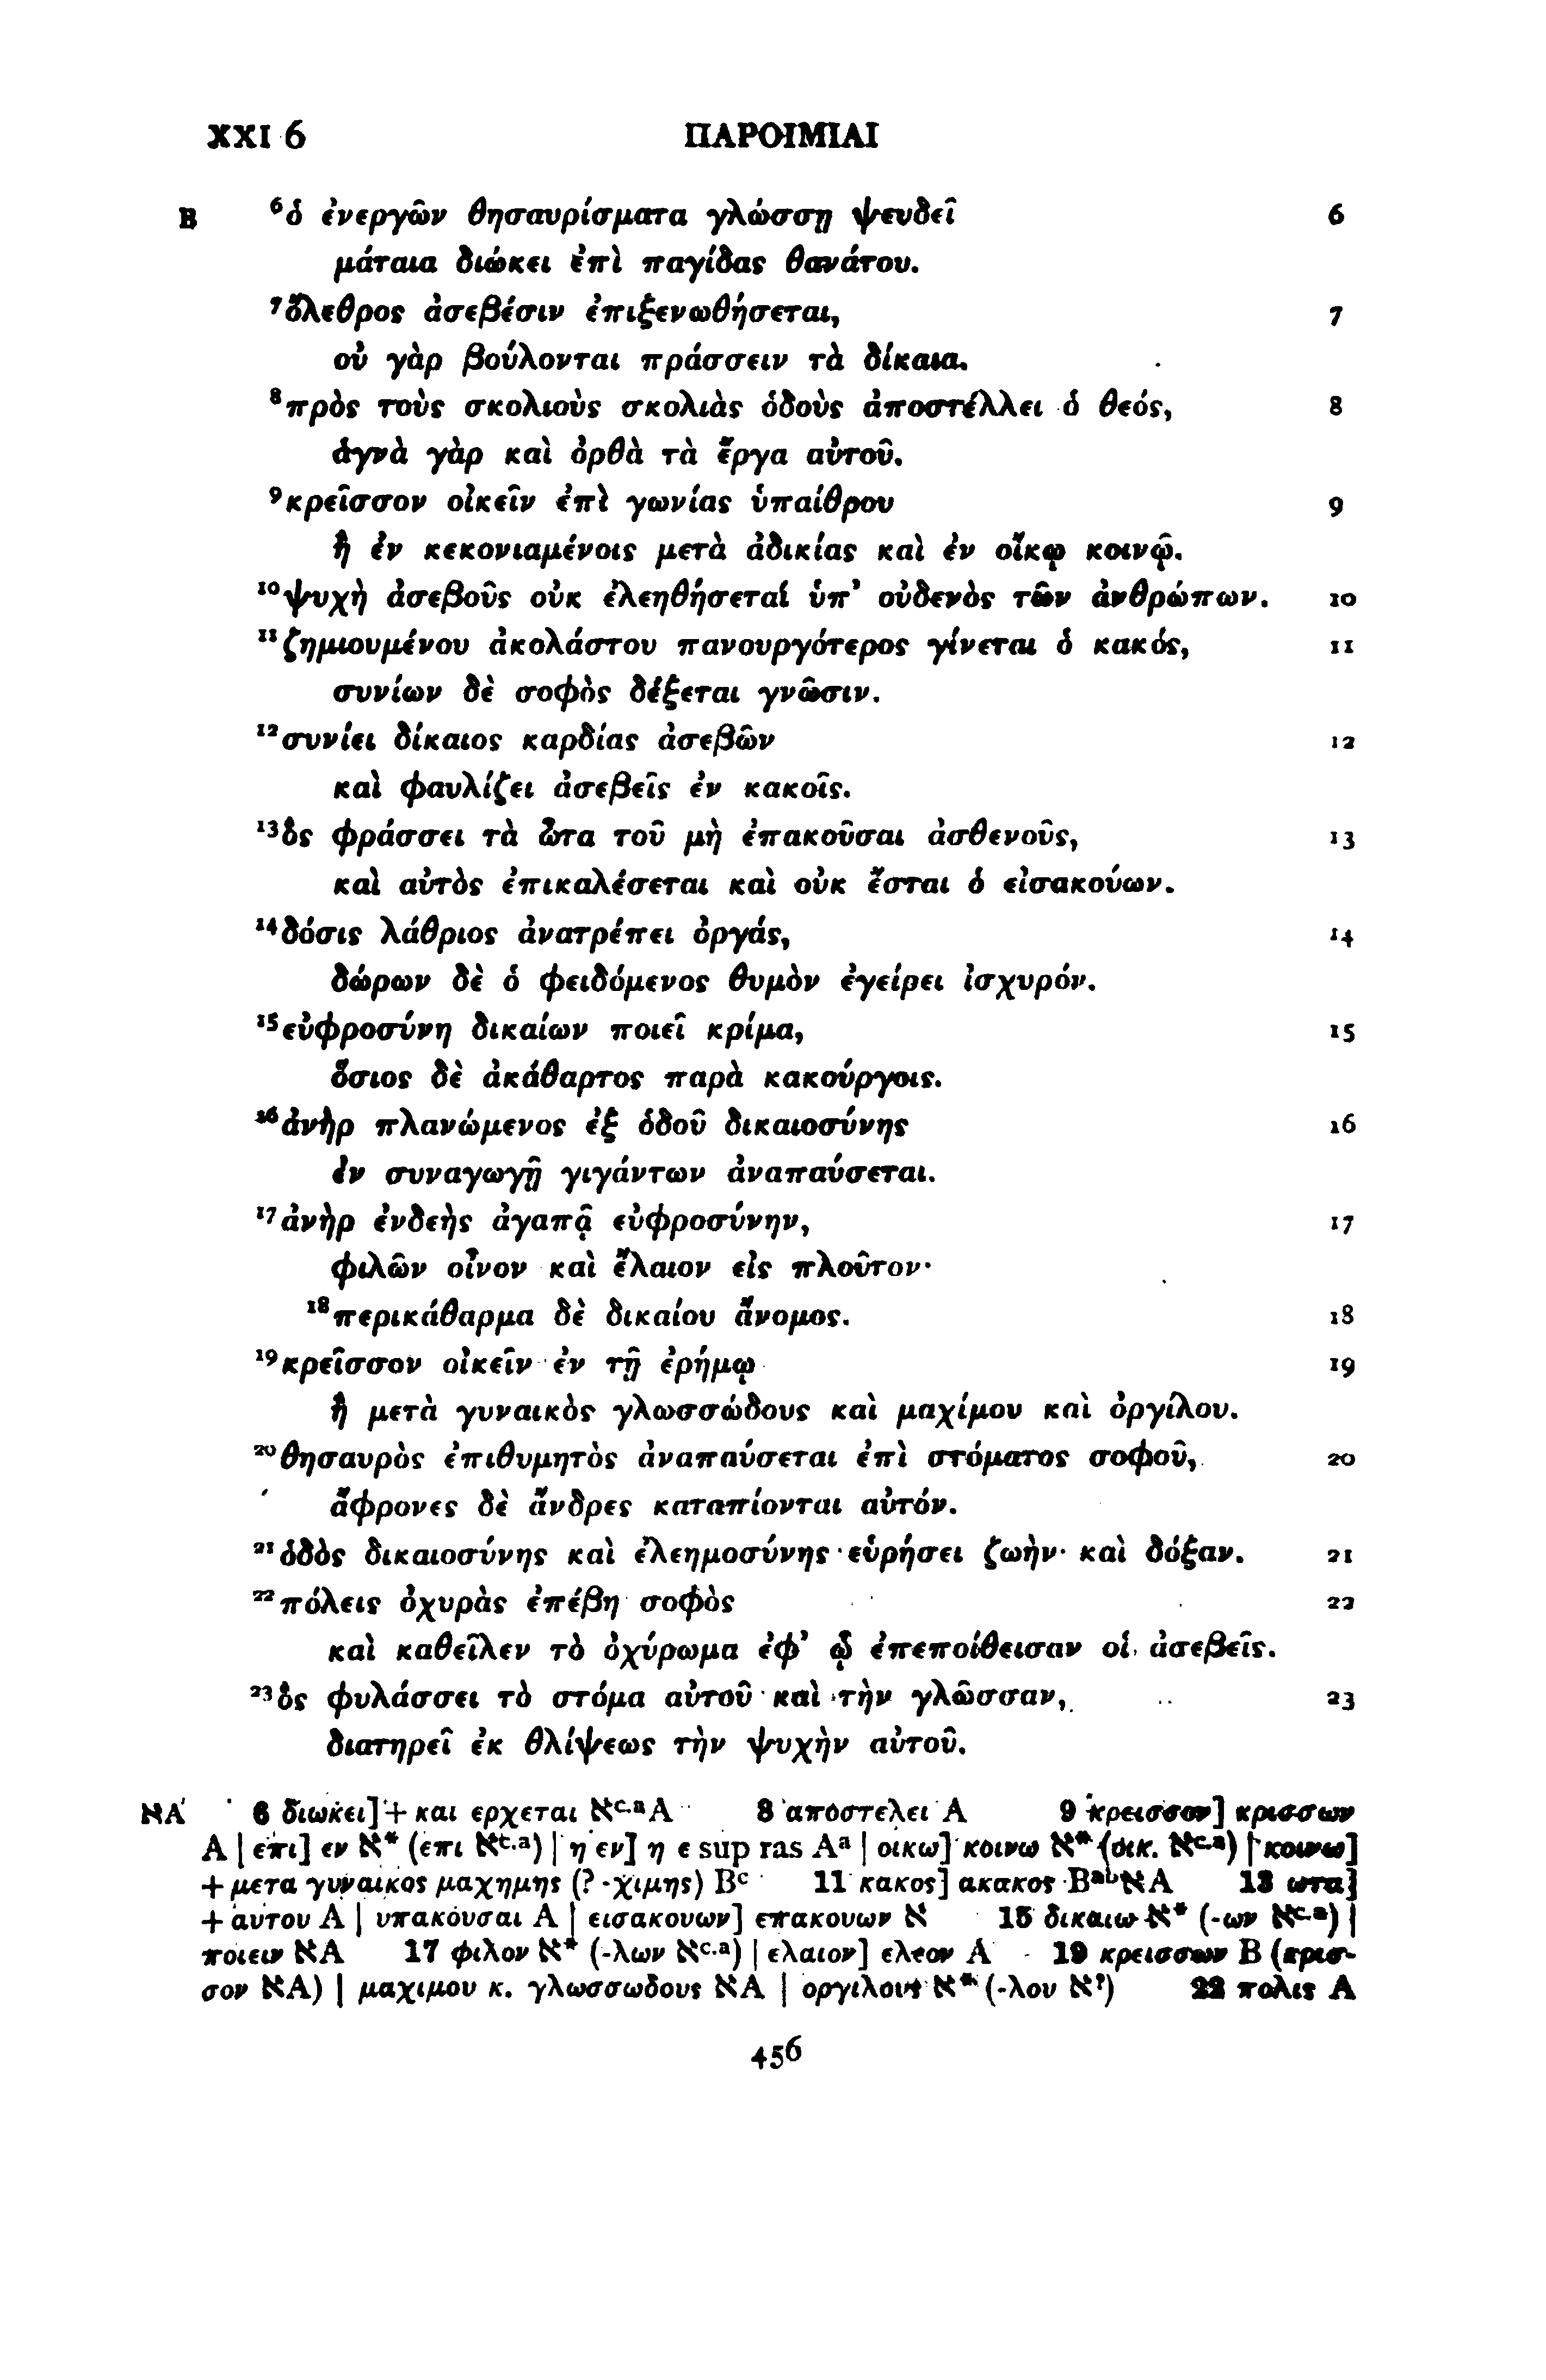 XXI 6 ΠΑΡΟΙΜΙΑΙ
B ⁶ὁ ἐνεργῶν θησαυρίσματα γλώσσῃ ψευδεῖ 6
μάταια διώκει ἐπὶ παγίδας θανάτου.
⁷ὄλεθρος ἀσεβέσιν ἐπιξενωθήσεται, 7
οὐ γὰρ βούλονται πράσσειν τὰ δίκαια.
⁸πρὸς τοὺς σκολιοὺς σκολιὰς ὁδοὺς ἀποστέλλει ὁ θεός, 8
ἁγνὰ γὰρ καὶ ὀρθὰ τὰ ἔργα αὐτοῦ.
⁹κρεῖσσον οἰκεῖν ἐπὶ γωνίας ὑπαίθρου 9
ἢ ἐν κεκονιαμένοις μετὰ ἀδικίας καὶ ἐν οἴκῳ κοινῷ.
¹⁰ψυχὴ ἀσεβοῦς οὐκ ἐλεηθήσεταί ὑπ' οὐδενὸς τῶν ἀνθρώπων. 10
¹¹ζημιουμένου ἀκολάστου πανουργότερος γίνεται ὁ κακός, 11
συνίων δὲ σοφὸς δέξεται γνῶσιν.
¹²συνίει δίκαιος καρδίας ἀσεβῶν 12
καὶ φαυλίζει ἀσεβεῖς ἐν κακοῖς.
¹³ὃς φράσσει τὰ ὦτα τοῦ μὴ ἐπακοῦσαι ἀσθενοῦς, 13
καὶ αὐτὸς ἐπικαλέσεται καὶ οὐκ ἔσται ὁ εἰσακούων.
¹⁴δόσις λάθριος ἀνατρέπει ὀργάς, 14
δώρων δὲ ὁ φειδόμενος θυμὸν ἐγείρει ἰσχυρόν.
¹⁵εὐφροσύνη δικαίων ποιεῖ κρίμα, 15
ὅσιος δὲ ἀκάθαρτος παρὰ κακούργοις.
¹⁶ἀνὴρ πλανώμενος ἐξ ὁδοῦ δικαιοσύνης 16
ἐν συναγωγῇ γιγάντων ἀναπαύσεται.
¹⁷ἀνὴρ ἐνδεὴς ἀγαπᾷ εὐφροσύνην, 17
φιλῶν οἶνον καὶ ἔλαιον εἰς πλοῦτον·
¹⁸περικάθαρμα δὲ δικαίου ἄνομος. 18
¹⁹κρεῖσσον οἰκεῖν ἐν τῇ ἐρήμῳ 19
ἢ μετὰ γυναικὸς γλωσσώδους καὶ μαχίμου καὶ ὀργίλου.
²⁰θησαυρὸς ἐπιθυμητὸς ἀναπαύσεται ἐπὶ στόματος σοφοῦ, 20
ἄφρονες δὲ ἄνδρες καταπίονται αὐτόν.
²¹ὁδὸς δικαιοσύνης καὶ ἐλεημοσύνης εὑρήσει ζωὴν καὶ δόξαν. 21
²²πόλεις ὀχυρὰς ἐπέβη σοφὸς 22
καὶ καθεῖλεν τὸ ὀχύρωμα ἐφ' ᾧ ἐπεποίθεισαν οἱ ἀσεβεῖς.
²³ὃς φυλάσσει τὸ στόμα αὐτοῦ καὶ τὴν γλῶσσαν, 23
διατηρεῖ ἐκ θλίψεως τὴν ψυχὴν αὐτοῦ.
אA 6 διωκει] + και ερχεται אᶜ·ᵃA 8 αποστελει A 9 κρεισσον] κρισσων
A | επι] εν א* (επι אᶜ·ᵃ) | η εν] η ε sup ras Aᵃ | οικω] κοινω א* (οικ. אᶜ·ᵃ) | κοινω]
+ μετα γυναικος μαχημης (? -χιμης) Bᶜ 11 κακος] ακακος BᵃᵇאA 13 ωτα]
+ αυτου A | υπακουσαι A | εισακουων] επακουων א 15 δικαιω א* (-ων אᶜ·ᵃ) |
ποιειν אA 17 φιλον א* (-λων אᶜ·ᵃ) | ελαιον] ελεον A 19 κρεισσων B (κρισ-
σον אA) | μαχιμου κ. γλωσσωδους אA | οργιλους א* (-λου א?) 22 πολις A
456